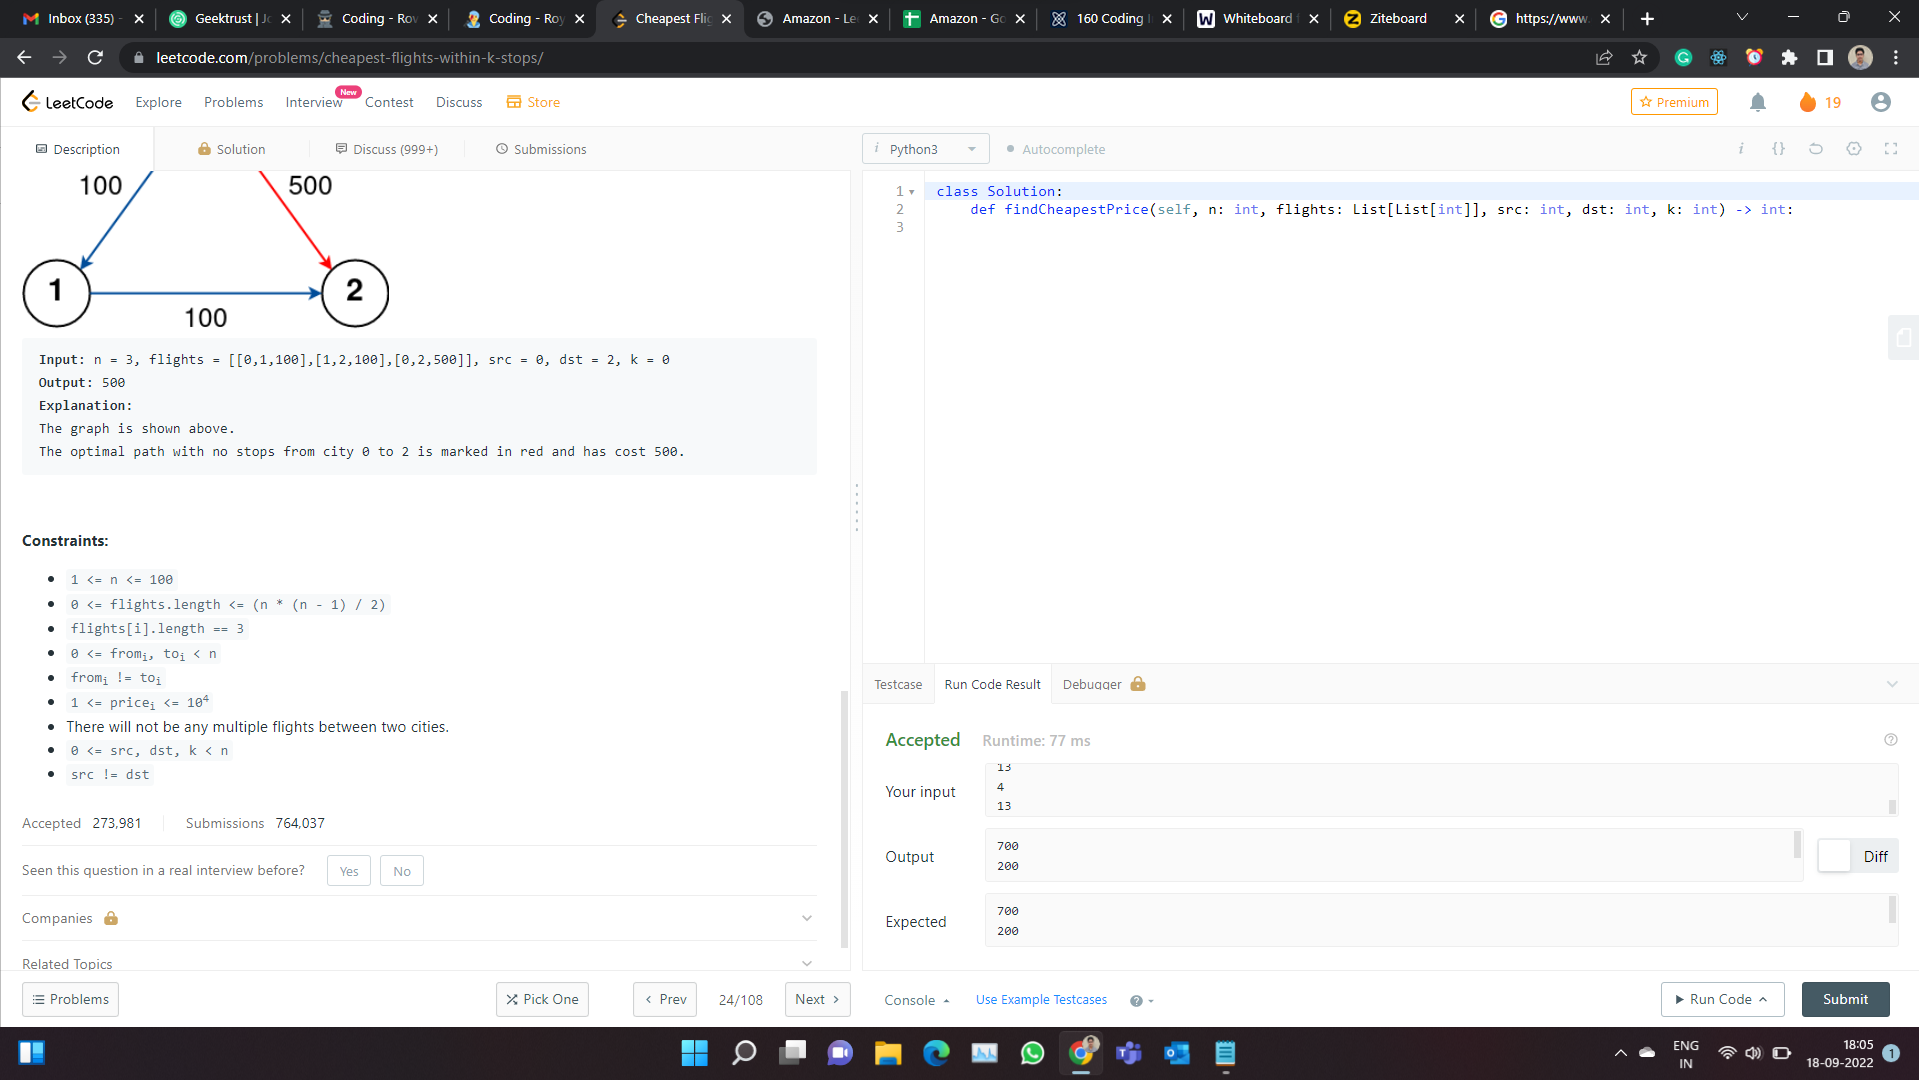 Inbox (335) -
Geektrust | Jo
Coding - Rov
Coding - Roy
Cheapest Flig
Amazon - Le
Amazon - Go
160 Coding I
Whiteboard f
Ziteboard
https://www.
leetcode.com/problems/cheapest-flights-within-k-stops/
LeetCode
Explore
Problems
Interview
New
Contest
Discuss
Store
Premium
19
Description
Solution
Discuss (999+)
Submissions
i Python3
Autocomplete
i {}
100
500
1
2
100
Input: n = 3, flights = [[0,1,100],[1,2,100],[0,2,500]], src = 0, dst = 2, k = 0
Output: 500
Explanation:
The graph is shown above.
The optimal path with no stops from city 0 to 2 is marked in red and has cost 500.
Constraints:
1 <= n <= 100
0 <= flights.length <= (n * (n - 1) / 2)
flights[i].length == 3
0 <= fromi, toi < n
fromi != toi
1 <= pricei <= 10^4
There will not be any multiple flights between two cities.
0 <= src, dst, k < n
src != dst
Accepted 273,981
Submissions 764,037
Seen this question in a real interview before?
Yes
No
Companies
Related Topics
Problems
Pick One
Prev
24/108
Next
1 class Solution:
2 def findCheapestPrice(self, n: int, flights: List[List[int]], src: int, dst: int, k: int) -> int:
3
Testcase
Run Code Result
Debugger
Accepted
Runtime: 77 ms
Your input
13
4
13
Output
700
200
Diff
Expected
700
200
Console
Use Example Testcases
Run Code
Submit
ENG
IN
18:05
18-09-2022
1